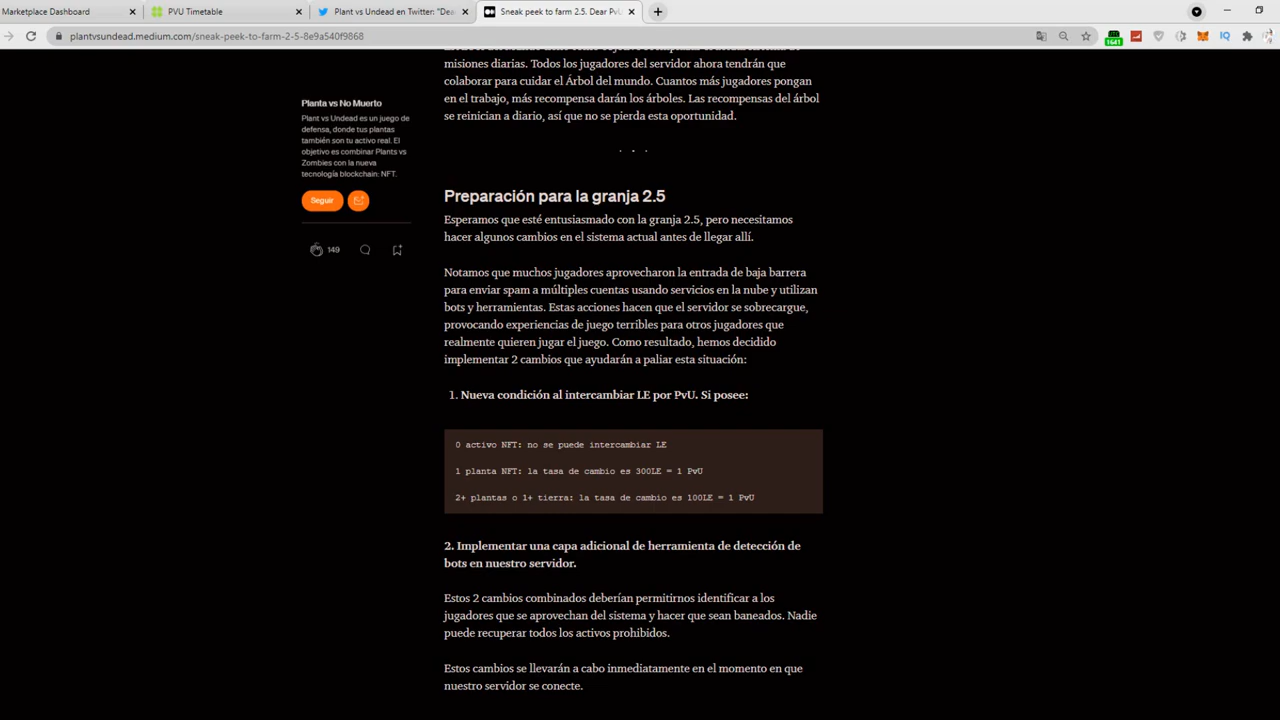 Marketplace Dashboard
PVU Timetable
Plant vs Undead en Twitter: "Dea
Sneak peek to farm 2.5. Dear PvU
plantvsundead.medium.com/sneak-peek-to-farm-2-5-8e9a540f9868
1641
IQ
misiones diarias. Todos los jugadores del servidor ahora tendrán que
colaborar para cuidar el Árbol del mundo. Cuantos más jugadores pongan
en el trabajo, más recompensa darán los árboles. Las recompensas del árbol
se reinician a diario, así que no se pierda esta oportunidad.
Planta vs No Muerto
Plant vs Undead es un juego de
defensa, donde tus plantas
también son tu activo real. El
objetivo es combinar Plants vs
Zombies con la nueva
tecnología blockchain: NFT.
Seguir
149
. . .
Preparación para la granja 2.5
Esperamos que esté entusiasmado con la granja 2.5, pero necesitamos
hacer algunos cambios en el sistema actual antes de llegar allí.
Notamos que muchos jugadores aprovecharon la entrada de baja barrera
para enviar spam a múltiples cuentas usando servicios en la nube y utilizan
bots y herramientas. Estas acciones hacen que el servidor se sobrecargue,
provocando experiencias de juego terribles para otros jugadores que
realmente quieren jugar el juego. Como resultado, hemos decidido
implementar 2 cambios que ayudarán a paliar esta situación:
1. Nueva condición al intercambiar LE por PvU. Si posee:
0 activo NFT: no se puede intercambiar LE
1 planta NFT: la tasa de cambio es 300LE = 1 PvU
2+ plantas o 1+ tierra: la tasa de cambio es 100LE = 1 PvU
2. Implementar una capa adicional de herramienta de detección de
bots en nuestro servidor.
Estos 2 cambios combinados deberían permitirnos identificar a los
jugadores que se aprovechan del sistema y hacer que sean baneados. Nadie
puede recuperar todos los activos prohibidos.
Estos cambios se llevarán a cabo inmediatamente en el momento en que
nuestro servidor se conecte.